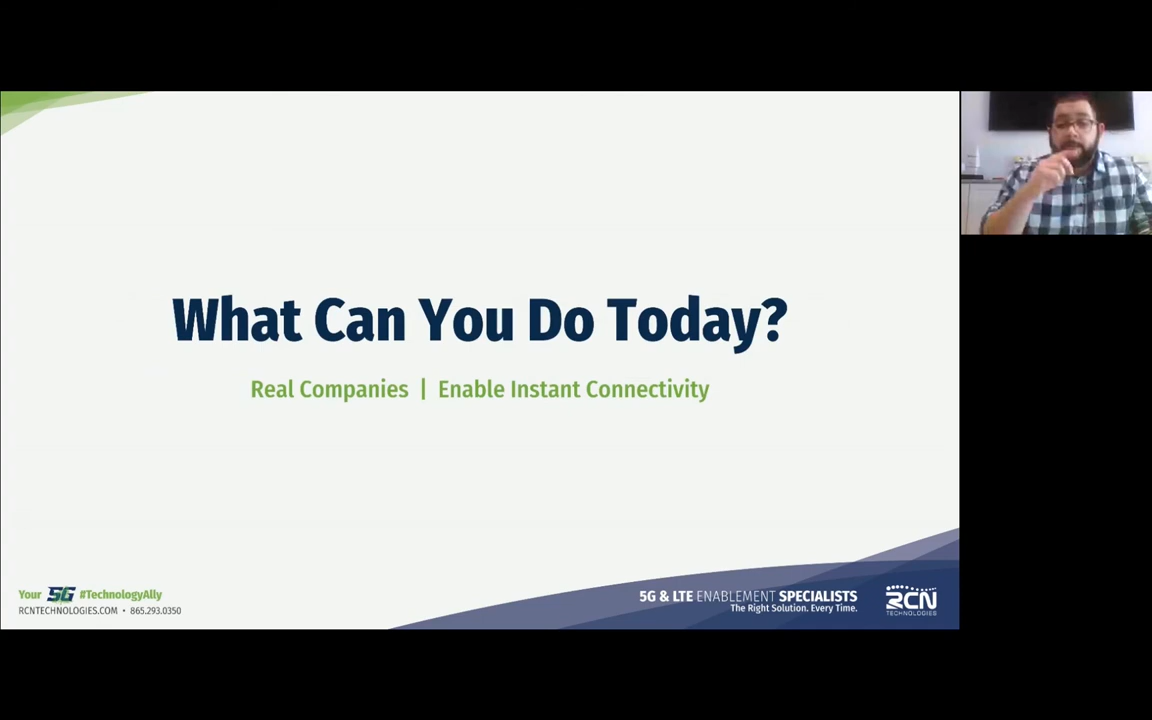 What Can You Do Today?
Real Companies | Enable Instant Connectivity
Your 5G #TechnologyAlly
RCNTECHNOLOGIES.COM • 865.293.0350
5G & LTE ENABLEMENT SPECIALISTS
The Right Solution. Every Time.
RCN
TECHNOLOGIES